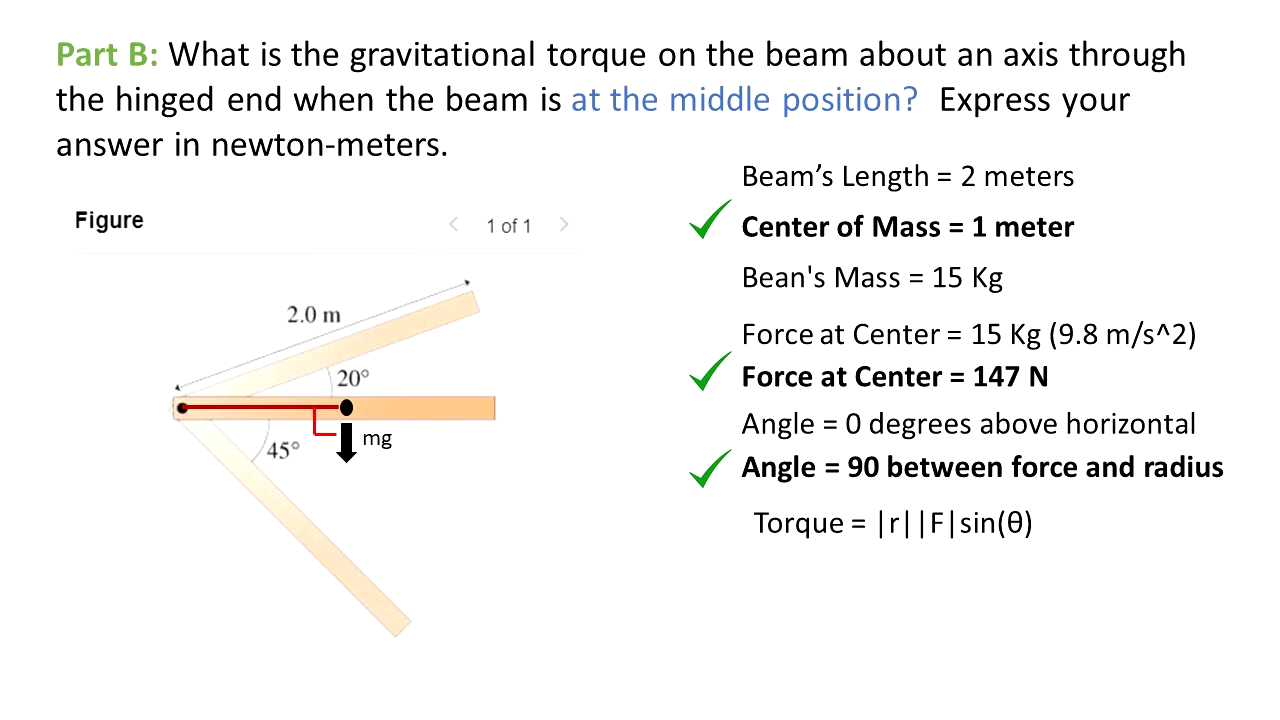 Part B: What is the gravitational torque on the beam about an axis through
the hinged end when the beam is at the middle position? Express your
answer in newton-meters.
Beam’s Length = 2 meters
Center of Mass = 1 meter
Bean's Mass = 15 Kg
Force at Center = 15 Kg (9.8 m/s^2)
Force at Center = 147 N
Angle = 0 degrees above horizontal
Angle = 90 between force and radius
Torque = |r||F|sin(θ)
Figure
1 of 1
2.0 m
20°
mg
45°